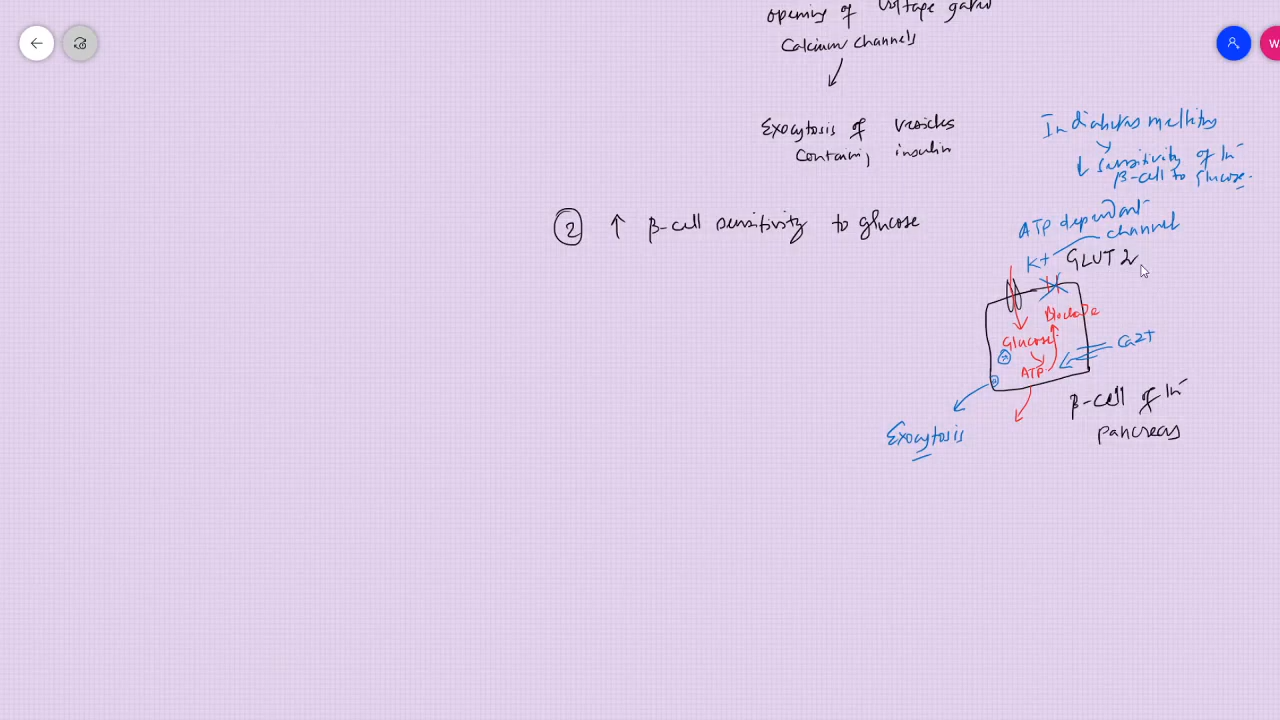 opening of voltage gated
Calcium channels
Exocytosis of vesicles
Containing insulin
In diabetes mellitus
↓ Sensitivity of the
β-cell to glucose.
② ↑ β-cell sensitivity to glucose
ATP dependant
channel
K+
GLUT 2
Blockade
Glucose
ATP
Ca2+
β-cell of the
pancreas
Exocytosis
W